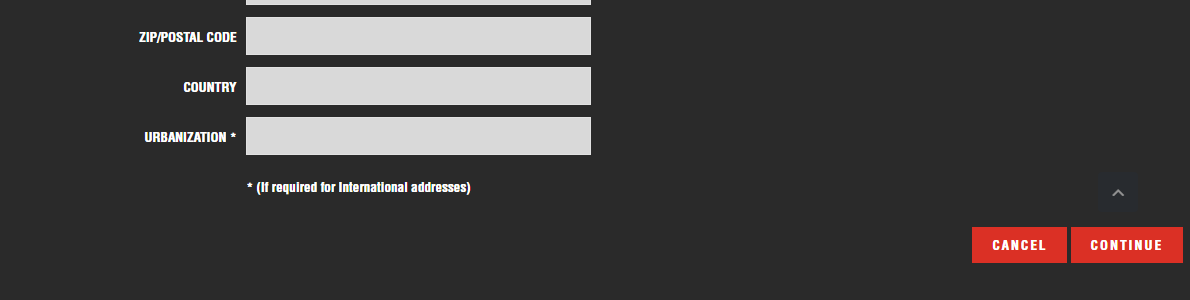 ZIP/POSTAL CODE
COUNTRY
URBANIZATION *
* (If required for International addresses)
CANCEL
CONTINUE